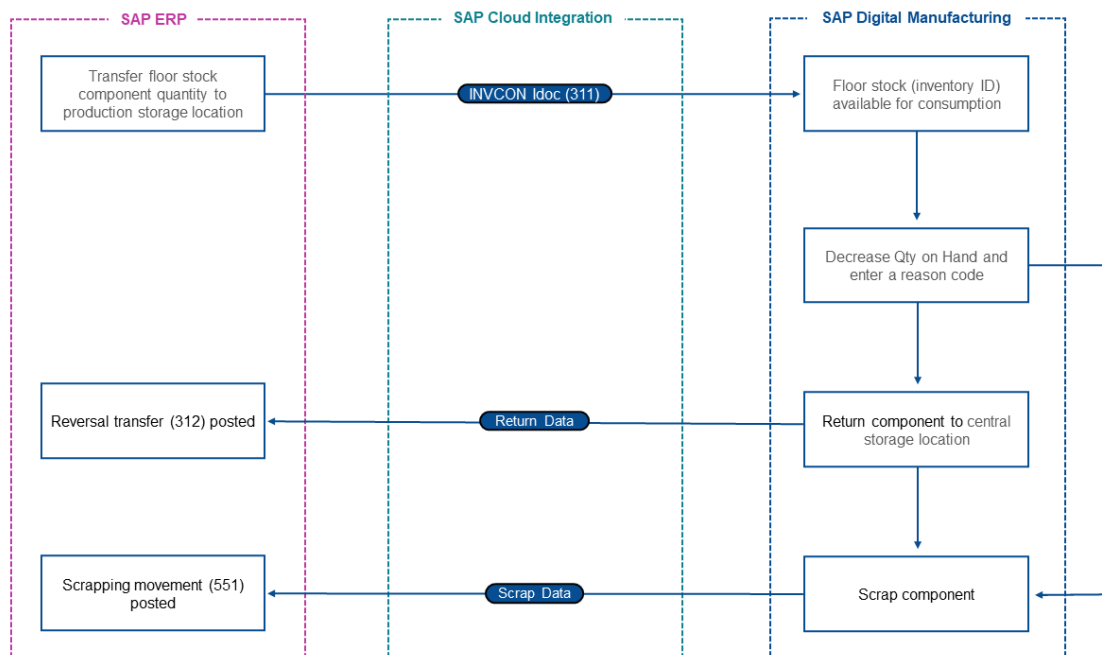 SAP ERP
SAP Cloud Integration
SAP Digital Manufacturing
Transfer floor stock
component quantity to
production storage location
INVCON Idoc (311)
Floor stock (inventory ID)
available for consumption
Decrease Qty on Hand and
enter a reason code
Reversal transfer (312) posted
Return Data
Return component to central
storage location
Scrapping movement (551)
posted
Scrap Data
Scrap component